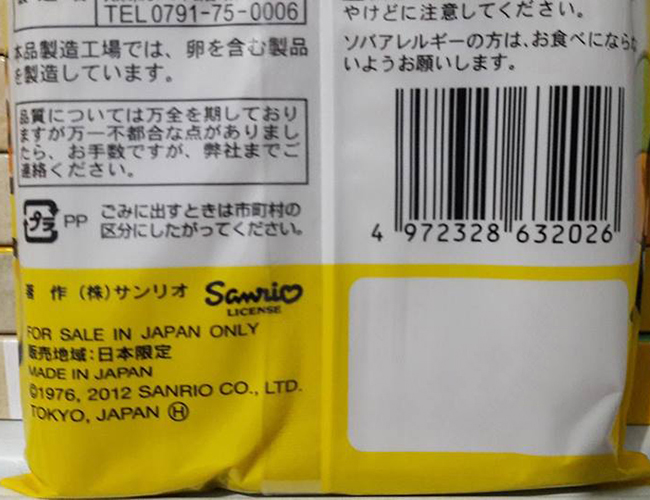 TEL 0791-75-0006
本品製造工場では、卵を含む製品
を製造しています。
品質については万全を期しており
ますが万一不都合な点がありまし
たら、お手数ですが、弊社までご
連絡ください。
プラ PP ごみに出すときは市町村の
区分にしたがってください。
やけどに注意してください。
ソバアレルギーの方は、お食べにならな
いようお願いします。
4 972328 632026
著 作 (株)サンリオ Sanrio
LICENSE
FOR SALE IN JAPAN ONLY
販売地域:日本限定
MADE IN JAPAN
©1976, 2012 SANRIO CO., LTD.
TOKYO, JAPAN Ⓗ